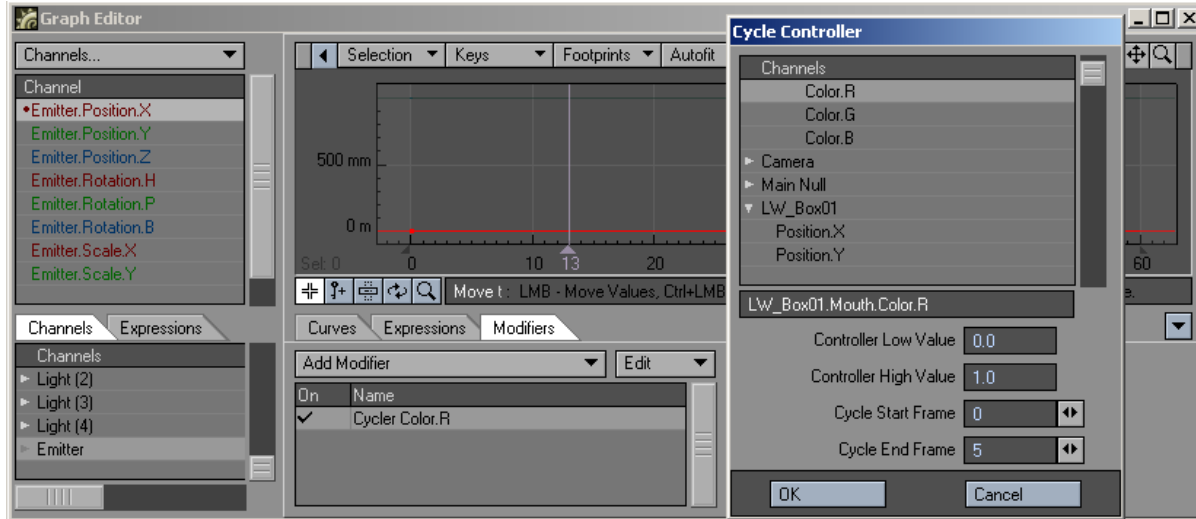 Graph Editor
Channels...
Channel
Emitter.Position.X
Emitter.Position.Y
Emitter.Position.Z
Emitter.Rotation.H
Emitter.Rotation.P
Emitter.Rotation.B
Emitter.Scale.X
Emitter.Scale.Y
Channels Expressions
Channels
Light (2)
Light (3)
Light (4)
Emitter
Selection Keys Footprints Autofit
500 mm
0 m
Sel: 0 0 10 13 20 60
Move t : LMB - Move Values, Ctrl+LMB
e.
Curves Expressions Modifiers
Add Modifier Edit
On Name
Cycler Color.R
Cycle Controller
Channels
Color.R
Color.G
Color.B
Camera
Main Null
LW_Box01
Position.X
Position.Y
LW_Box01.Mouth.Color.R
Controller Low Value 0.0
Controller High Value 1.0
Cycle Start Frame 0
Cycle End Frame 5
OK Cancel